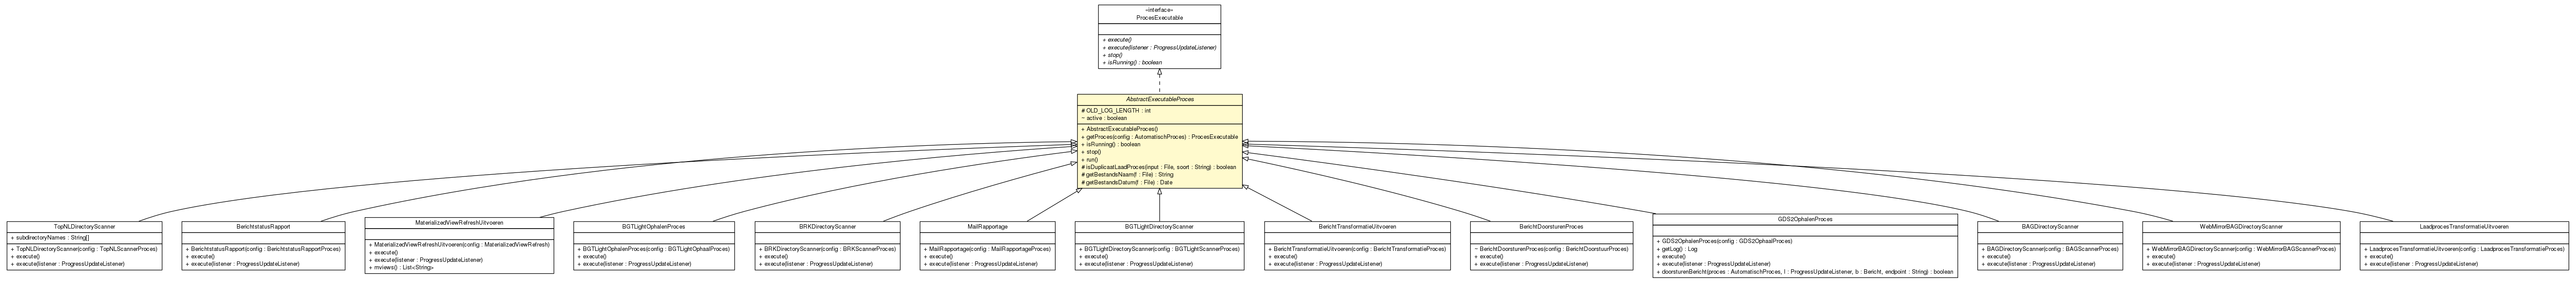 «interface»
ProcesExecutable
+ execute()
+ execute(listener : ProgressUpdateListener)
+ stop()
+ isRunning() : boolean
AbstractExecutableProces
# OLD_LOG_LENGTH : int
~ active : boolean
+ AbstractExecutableProces()
+ getProces(config : AutomatischProces) : ProcesExecutable
+ isRunning() : boolean
+ stop()
+ run()
# isDuplicaatLaadProces(input : File, soort : String) : boolean
# getBestandsNaam(f : File) : String
# getBestandsDatum(f : File) : Date
TopNLDirectoryScanner
+ subdirectoryNames : String[]
+ TopNLDirectoryScanner(config : TopNLScannerProces)
+ execute()
+ execute(listener : ProgressUpdateListener)
BerichtstatusRapport
+ BerichtstatusRapport(config : BerichtstatusRapportProces)
+ execute()
+ execute(listener : ProgressUpdateListener)
MaterializedViewRefreshUitvoeren
+ MaterializedViewRefreshUitvoeren(config : MaterializedViewRefresh)
+ execute()
+ execute(listener : ProgressUpdateListener)
+ mviews() : List<String>
BGTLightOphalenProces
+ BGTLightOphalenProces(config : BGTLightOphaalProces)
+ execute()
+ execute(listener : ProgressUpdateListener)
BRKDirectoryScanner
+ BRKDirectoryScanner(config : BRKScannerProces)
+ execute()
+ execute(listener : ProgressUpdateListener)
MailRapportage
+ MailRapportage(config : MailRapportageProces)
+ execute()
+ execute(listener : ProgressUpdateListener)
BGTLightDirectoryScanner
+ BGTLightDirectoryScanner(config : BGTLightScannerProces)
+ execute()
+ execute(listener : ProgressUpdateListener)
BerichtTransformatieUitvoeren
+ BerichtTransformatieUitvoeren(config : BerichtTransformatieProces)
+ execute()
+ execute(listener : ProgressUpdateListener)
BerichtDoorsturenProces
~ BerichtDoorsturenProces(config : BerichtDoorstuurProces)
+ execute()
+ execute(listener : ProgressUpdateListener)
GDS2OphalenProces
+ GDS2OphalenProces(config : GDS2OphaalProces)
+ getLog() : Log
+ execute()
+ execute(listener : ProgressUpdateListener)
+ doorsturenBericht(proces : AutomatischProces, l : ProgressUpdateListener, b : Bericht, endpoint : String) : boolean
BAGDirectoryScanner
+ BAGDirectoryScanner(config : BAGScannerProces)
+ execute()
+ execute(listener : ProgressUpdateListener)
WebMirrorBAGDirectoryScanner
+ WebMirrorBAGDirectoryScanner(config : WebMirrorBAGScannerProces)
+ execute()
+ execute(listener : ProgressUpdateListener)
LaadprocesTransformatieUitvoeren
+ LaadprocesTransformatieUitvoeren(config : LaadprocesTransformatieProces)
+ execute()
+ execute(listener : ProgressUpdateListener)